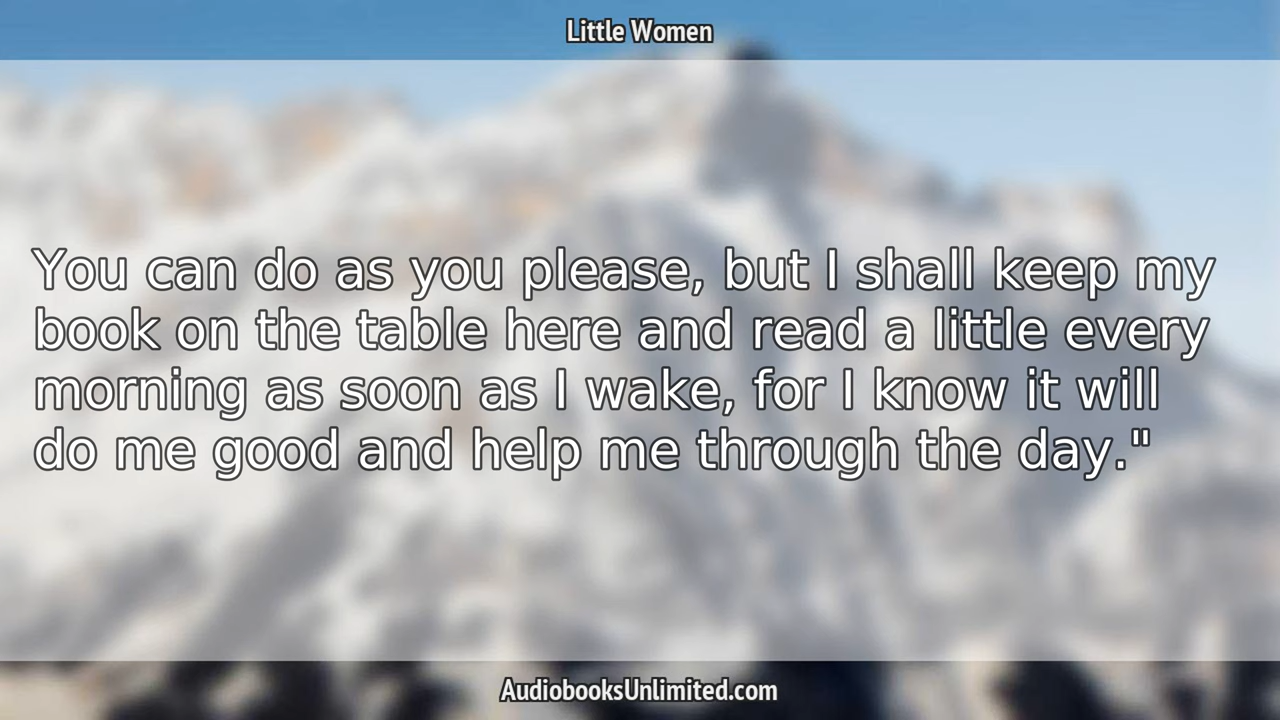 Little Women
You can do as you please, but I shall keep my
book on the table here and read a little every
morning as soon as I wake, for I know it will
do me good and help me through the day."
AudiobooksUnlimited.com